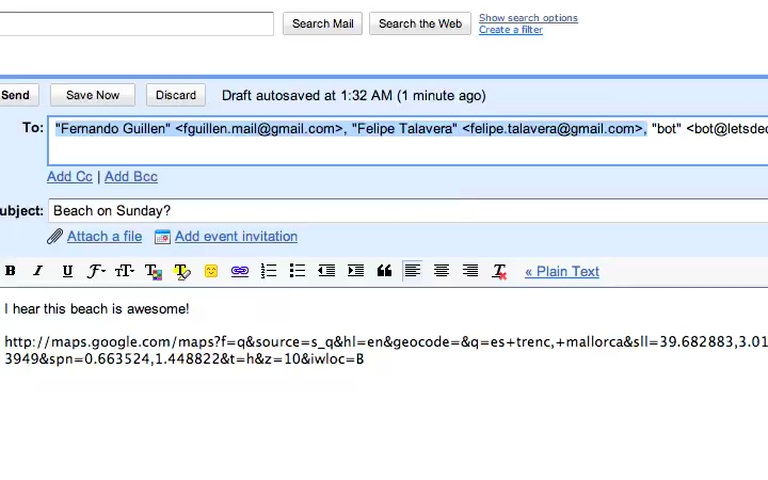 Search Mail Search the Web Show search options
Create a filter
Send Save Now Discard Draft autosaved at 1:32 AM (1 minute ago)
To: "Fernando Guillen" <fguillen.mail@gmail.com>, "Felipe Talavera" <felipe.talavera@gmail.com>, "bot" <bot@letsdec
Add Cc | Add Bcc
ubject: Beach on Sunday?
Attach a file Add event invitation
B I U F T T T T « Plain Text
I hear this beach is awesome!
http://maps.google.com/maps?f=q&source=s_q&hl=en&geocode=&q=es+trenc,+mallorca&sll=39.682883,3.01
3949&spn=0.663524,1.448822&t=h&z=10&iwloc=B